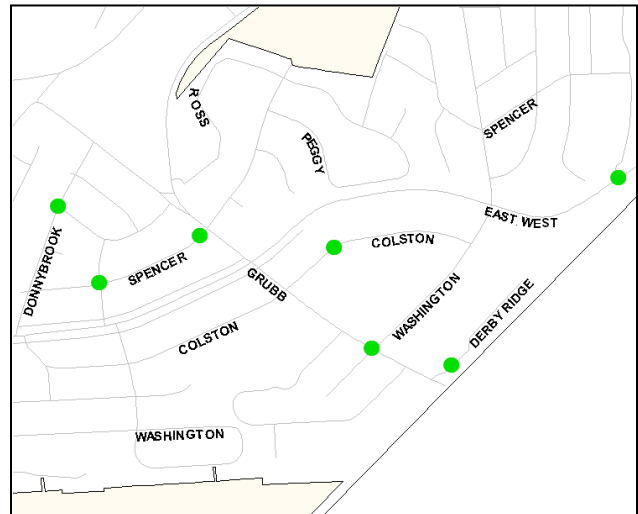 ROSS
PEGGY
SPENCER
EAST WEST
COLSTON
DONNYBROOK
SPENCER
GRUBB
WASHINGTON
DERBY RIDGE
COLSTON
WASHINGTON